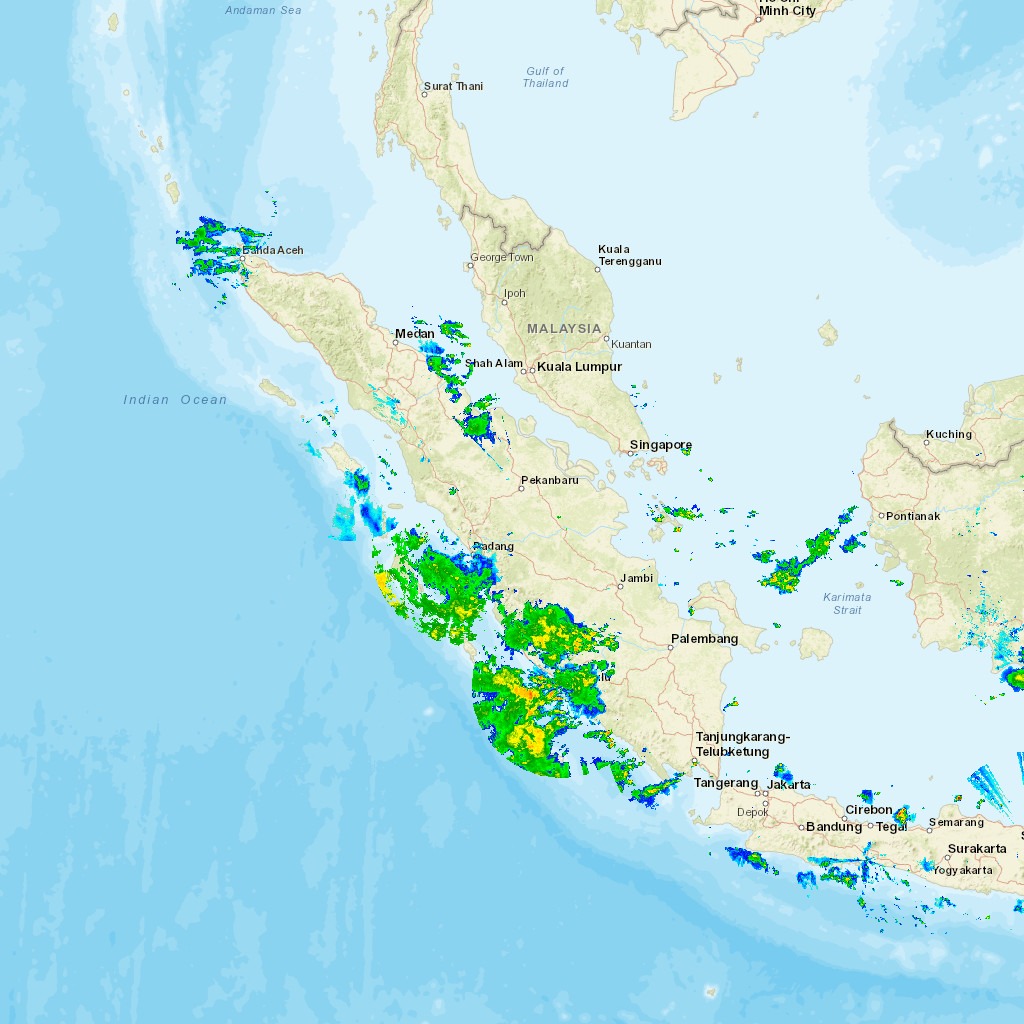 Andaman Sea
Minh City
Gulf of
Thailand
Surat Thani
Banda Aceh
George Town
Kuala
Terengganu
Ipoh
MALAYSIA
Medan
Kuantan
Shah Alam
Kuala Lumpur
Indian Ocean
Singapore
Kuching
Pekanbaru
Pontianak
Padang
Jambi
Karimata
Strait
Palembang
lu
Tanjungkarang-
Telubketung
Tangerang
Jakarta
Depok
Cirebon
Bandung
Tegal
Semarang
Surakarta
Yogyakarta
S